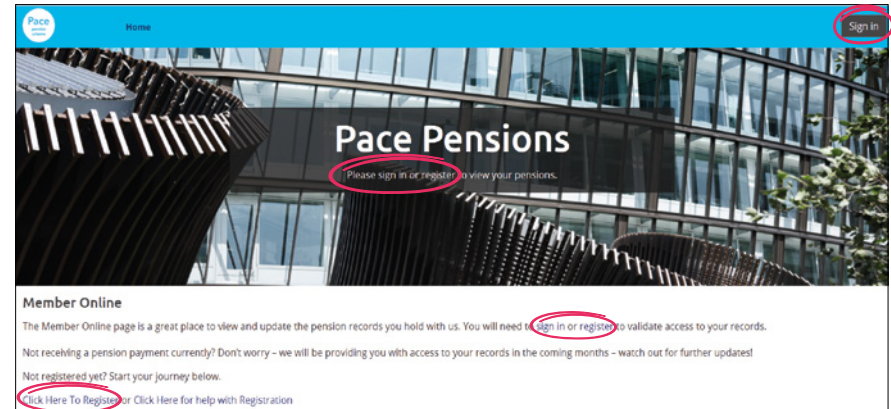 Pace
pension
scheme
Home
Sign in
Pace Pensions
Please sign in or register to view your pensions.
Member Online
The Member Online page is a great place to view and update the pension records you hold with us. You will need to sign in or register to validate access to your records.
Not receiving a pension payment currently? Don't worry – we will be providing you with access to your records in the coming months – watch out for further updates!
Not registered yet? Start your journey below.
Click Here To Register or Click Here for help with Registration